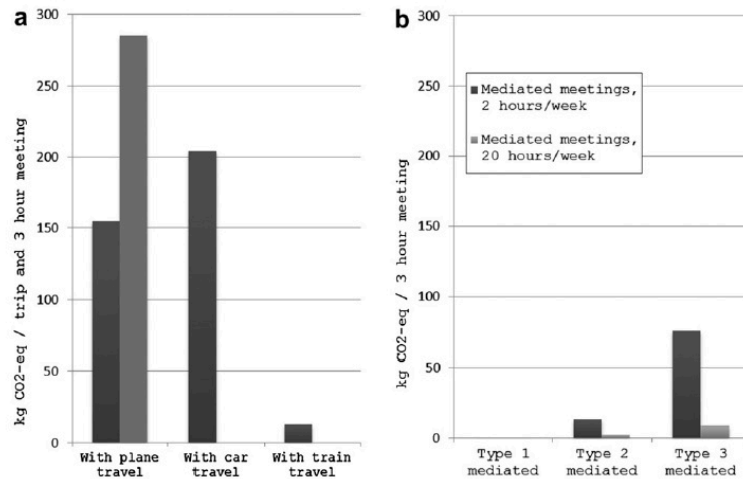 a
kg CO2-eq / trip and 3 hour meeting
300
250
200
150
100
50
0
With plane
travel
With car
travel
With train
travel
b
kg CO2-eq / 3 hour meeting
300
250
200
150
100
50
0
Mediated meetings,
2 hours/week
Mediated meetings,
20 hours/week
Type 1
mediated
Type 2
mediated
Type 3
mediated